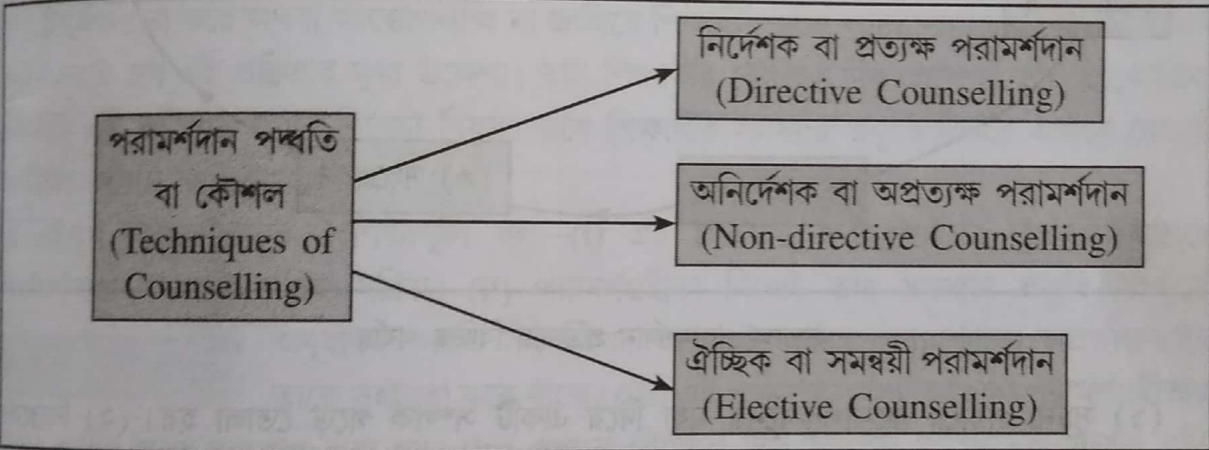 পরামর্শদান পদ্ধতি
বা কৌশল
(Techniques of
Counselling)
নির্দেশক বা প্রত্যক্ষ পরামর্শদান
(Directive Counselling)
অনির্দেশক বা অপ্রত্যক্ষ পরামর্শদান
(Non-directive Counselling)
ঐচ্ছিক বা সমন্বয়ী পরামর্শদান
(Elective Counselling)